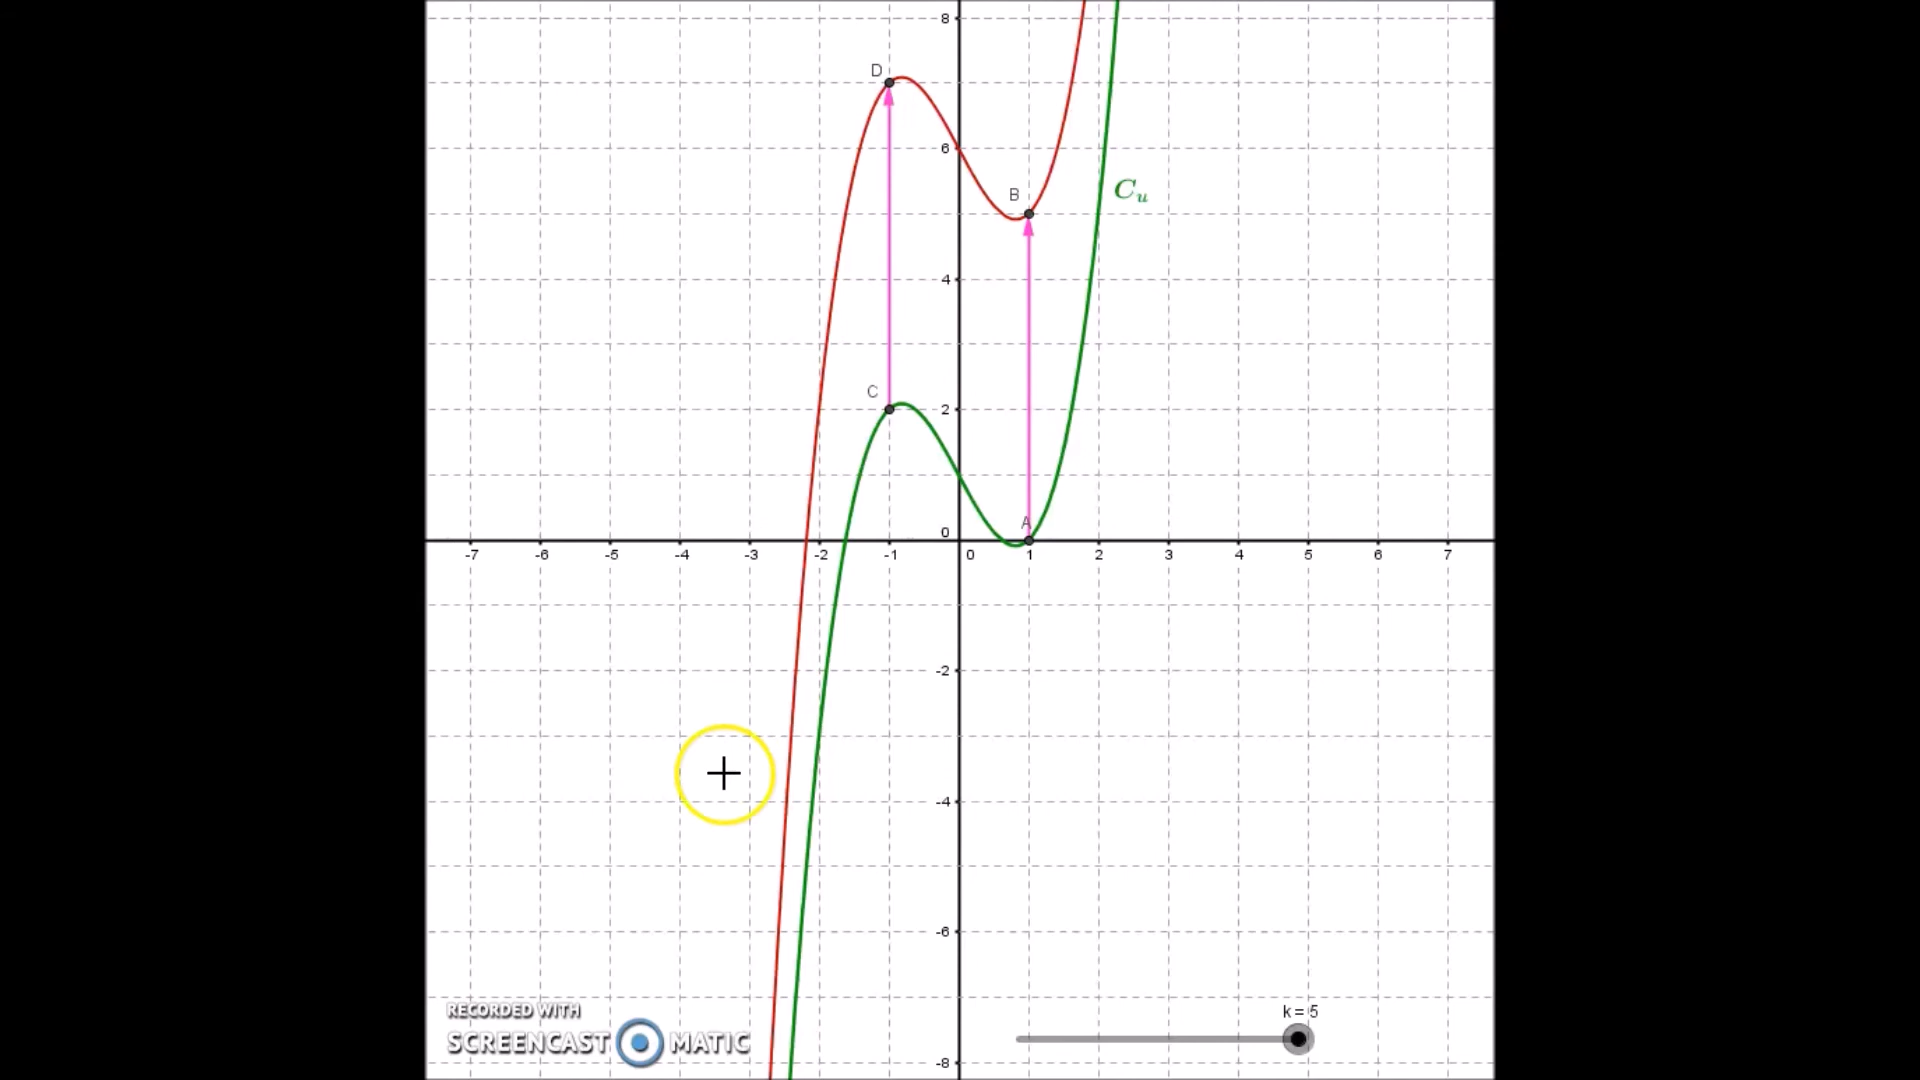 8
D
6
B
C_u
4
C
2
A
0
-7 -6 -5 -4 -3 -2 -1 0 1 2 3 4 5 6 7
-2
-4
-6
RECORDED WITH
k = 5
SCREENCAST MATIC
-8